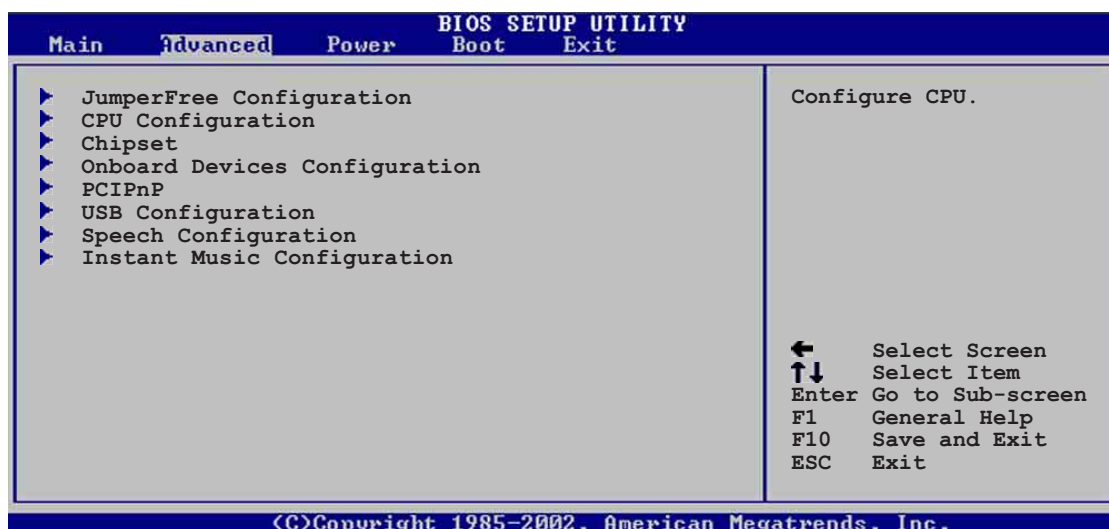 BIOS SETUP UTILITY
Main Advanced Power Boot Exit
JumperFree Configuration
CPU Configuration
Chipset
Onboard Devices Configuration
PCIPnP
USB Configuration
Speech Configuration
Instant Music Configuration
Configure CPU.
← Select Screen
↑↓ Select Item
Enter Go to Sub-screen
F1 General Help
F10 Save and Exit
ESC Exit
(C)Copyright 1985-2002, American Megatrends, Inc.